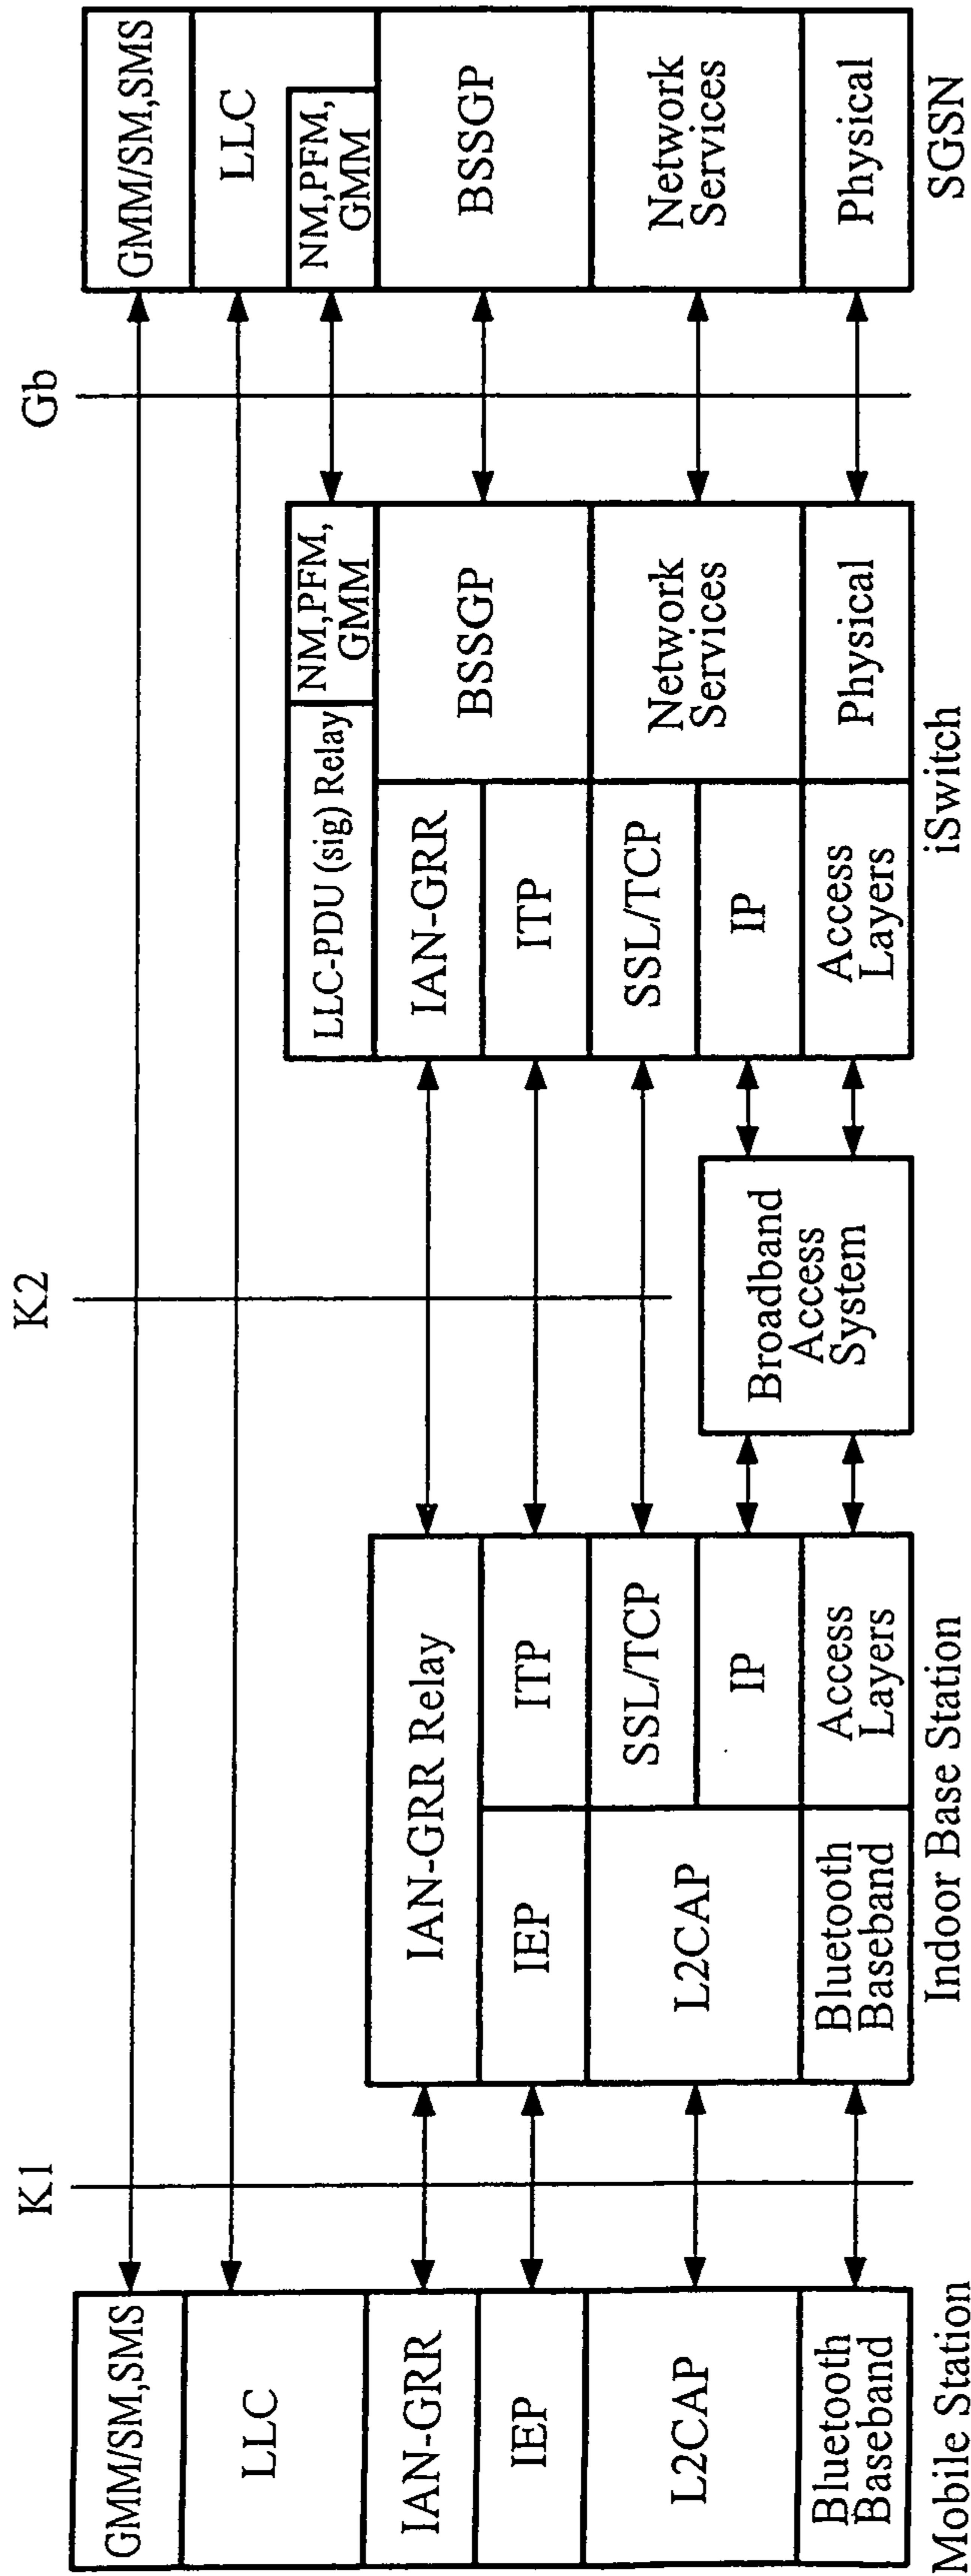 K1
K2
Gb
GMM/SM,SMS
LLC
IAN-GRR
IEP
L2CAP
Bluetooth
Baseband
Mobile Station
IAN-GRR Relay
IEP
ITP
L2CAP
SSL/TCP
IP
Bluetooth
Baseband
Access
Layers
Indoor Base Station
Broadband
Access
System
LLC-PDU (sig) Relay
NM,PFM,
GMM
IAN-GRR
ITP
BSSGP
SSL/TCP
IP
Network
Services
Access
Layers
Physical
iSwitch
GMM/SM,SMS
LLC
NM,PFM,
GMM
BSSGP
Network
Services
Physical
SGSN